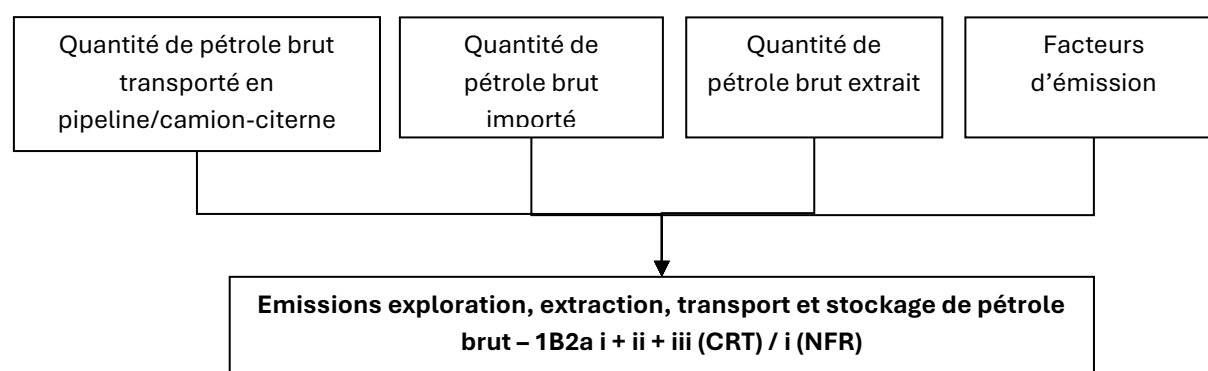 Quantité de pétrole brut
transporté en
pipeline/camion-citerne
Quantité de
pétrole brut
importé
Quantité de
pétrole brut extrait
Facteurs
d’émission
Emissions exploration, extraction, transport et stockage de pétrole
brut – 1B2a i + ii + iii (CRT) / i (NFR)